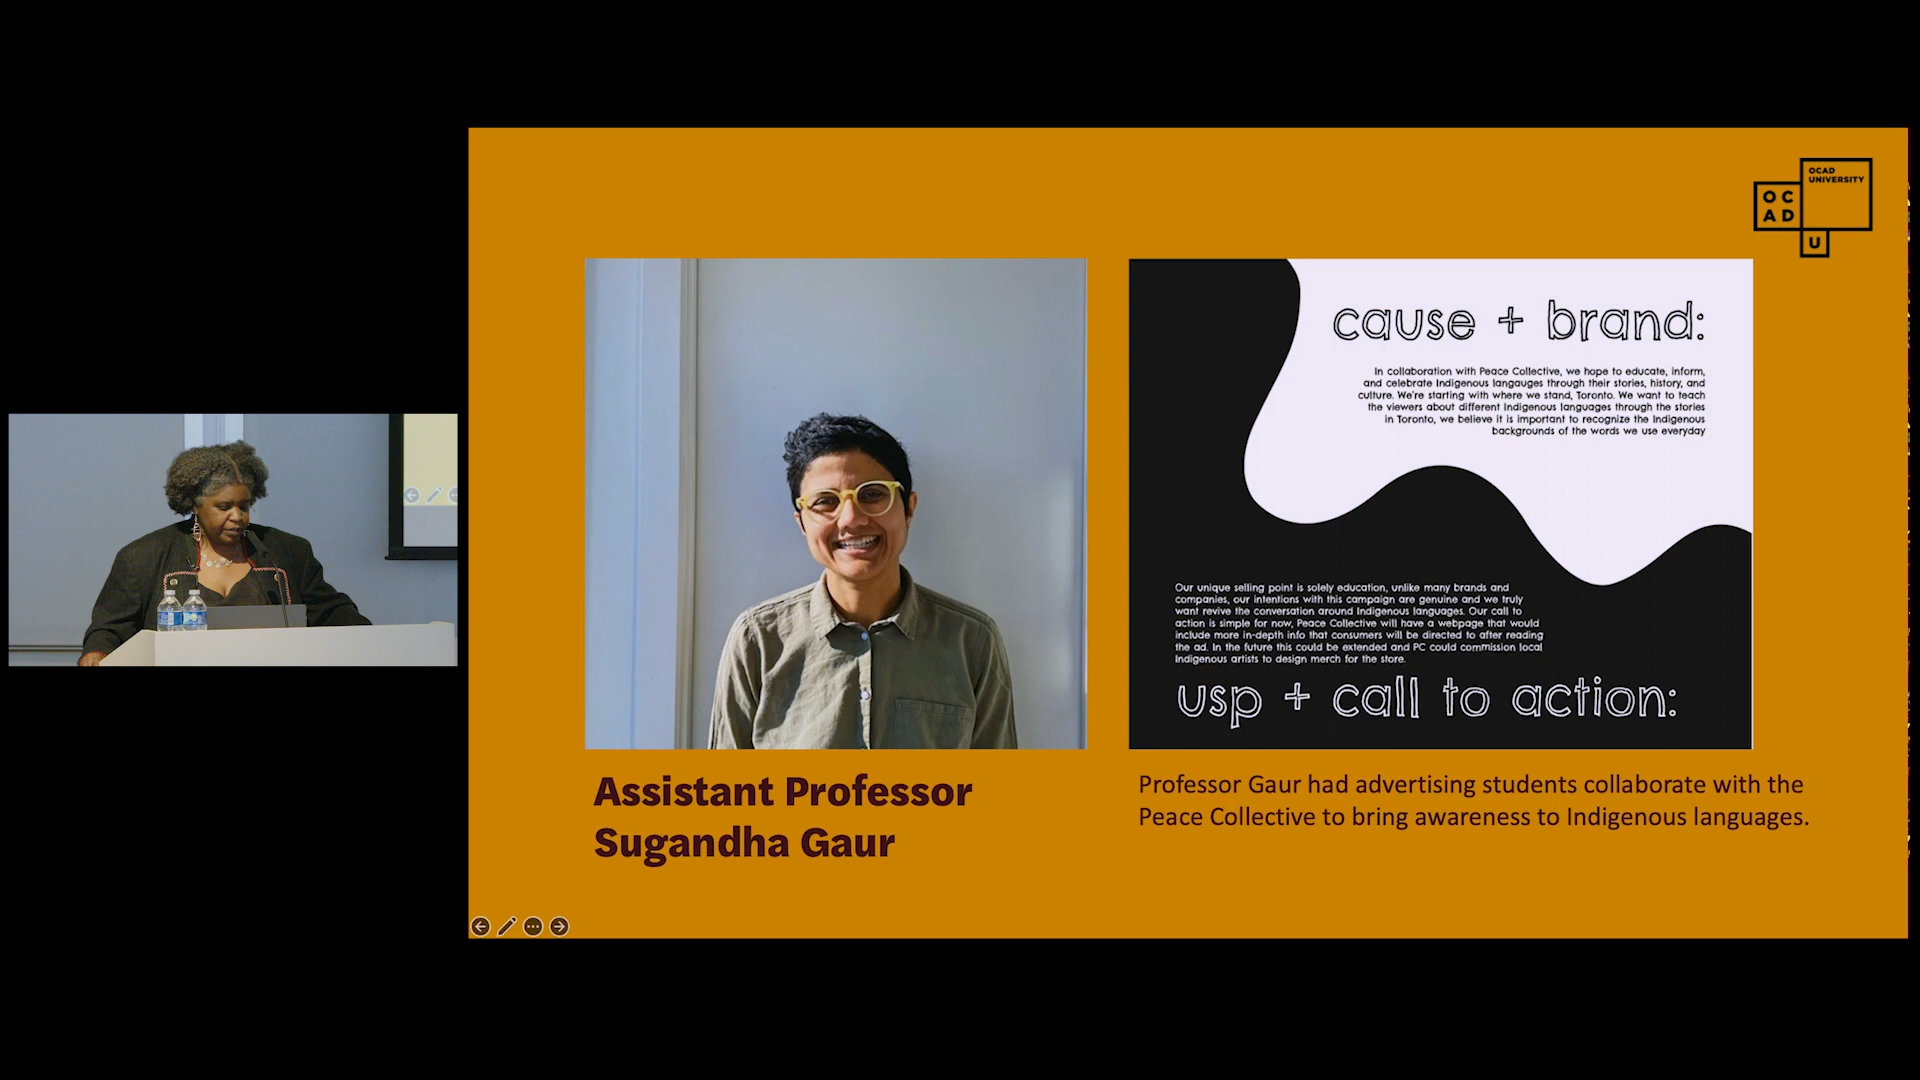 OCAD
UNIVERSITY
OC
AD
U
cause + brand:
In collaboration with Peace Collective, we hope to educate, inform,
and celebrate Indigenous langauges through their stories, history, and
culture. We're starting with where we stand, Toronto. We want to teach
the viewers about different Indigenous languages through the stories
in Toronto, we believe it is important to recognize the Indigenous
backgrounds of the words we use everyday
Our unique selling point is solely education, unlike many brands and
companies, our intentions with this campaign are genuine and we truly
want revive the conversation around Indigenous languages. Our call to
action is simple for now, Peace Collective will have a webpage that would
include more in-depth info that consumers will be directed to after reading
the ad. In the future this could be extended and PC could commission local
Indigenous artists to design merch for the store.
usp + call to action:
Assistant Professor
Sugandha Gaur
Professor Gaur had advertising students collaborate with the
Peace Collective to bring awareness to Indigenous languages.